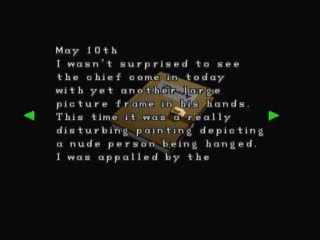 May 10th
I wasn't surprised to see
the chief come in today
with yet another large
picture frame in his hands.
This time it was a really
disturbing painting depicting
a nude person being hanged.
I was appalled by the